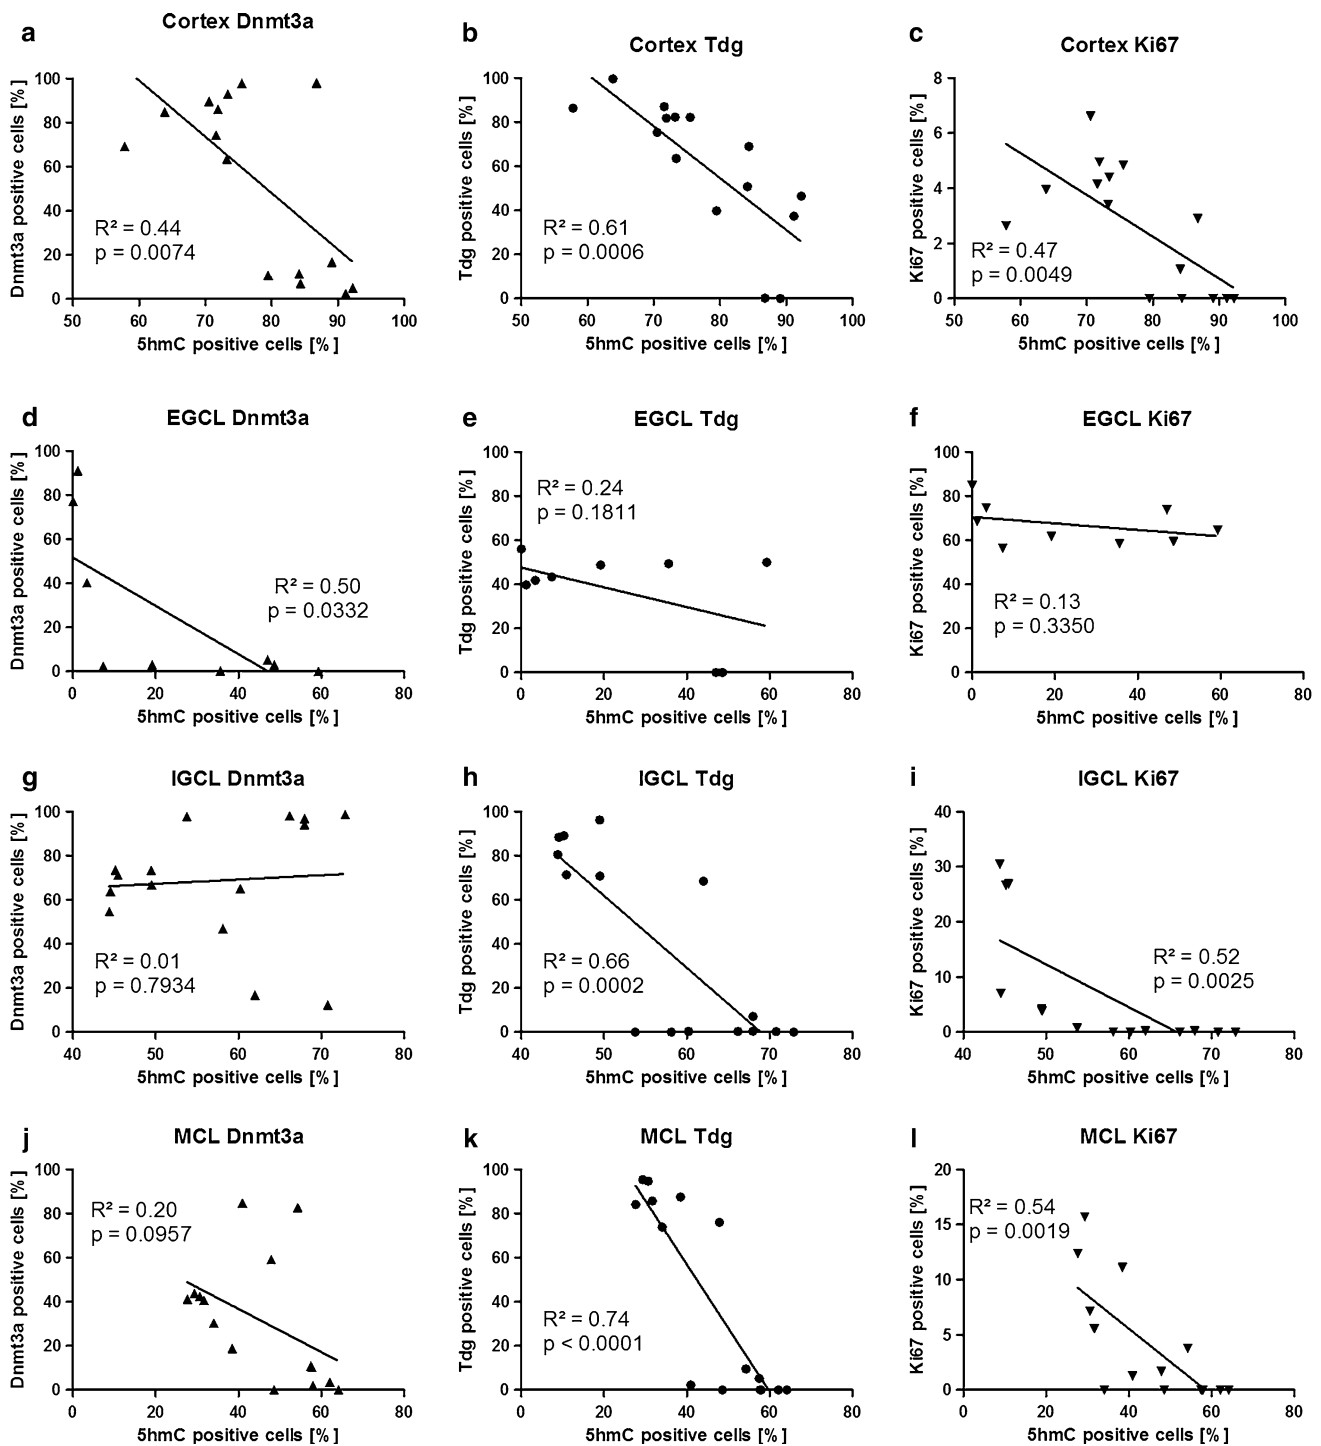 a
Cortex Dnmt3a
Dnmt3a positive cells [%]
100
80
60
40
20
0
R² = 0.44
p = 0.0074
50 60 70 80 90 100
5hmC positive cells [%]
b
Cortex Tdg
Tdg positive cells [%]
100
80
60
40
20
0
R² = 0.61
p = 0.0006
50 60 70 80 90 100
5hmC positive cells [%]
c
Cortex Ki67
Ki67 positive cells [%]
8
6
4
2
0
R² = 0.47
p = 0.0049
50 60 70 80 90 100
5hmC positive cells [%]
d
EGCL Dnmt3a
Dnmt3a positive cells [%]
100
80
60
40
20
0
R² = 0.50
p = 0.0332
0 20 40 60 80
5hmC positive cells [%]
e
EGCL Tdg
Tdg positive cells [%]
100
80
60
40
20
0
R² = 0.24
p = 0.1811
0 20 40 60 80
5hmC positive cells [%]
f
EGCL Ki67
Ki67 positive cells [%]
100
80
60
40
20
0
R² = 0.13
p = 0.3350
0 20 40 60 80
5hmC positive cells [%]
g
IGCL Dnmt3a
Dnmt3a positive cells [%]
100
80
60
40
20
0
R² = 0.01
p = 0.7934
40 50 60 70 80
5hmC positive cells [%]
h
IGCL Tdg
Tdg positive cells [%]
100
80
60
40
20
0
R² = 0.66
p = 0.0002
40 50 60 70 80
5hmC positive cells [%]
i
IGCL Ki67
Ki67 positive cells [%]
40
30
20
10
0
R² = 0.52
p = 0.0025
40 50 60 70 80
5hmC positive cells [%]
j
MCL Dnmt3a
Dnmt3a positive cells [%]
100
80
60
40
20
0
R² = 0.20
p = 0.0957
0 20 40 60 80
5hmC positive cells [%]
k
MCL Tdg
Tdg positive cells [%]
100
80
60
40
20
0
R² = 0.74
p < 0.0001
0 20 40 60 80
5hmC positive cells [%]
l
MCL Ki67
Ki67 positive cells [%]
20
15
10
5
0
R² = 0.54
p = 0.0019
0 20 40 60 80
5hmC positive cells [%]